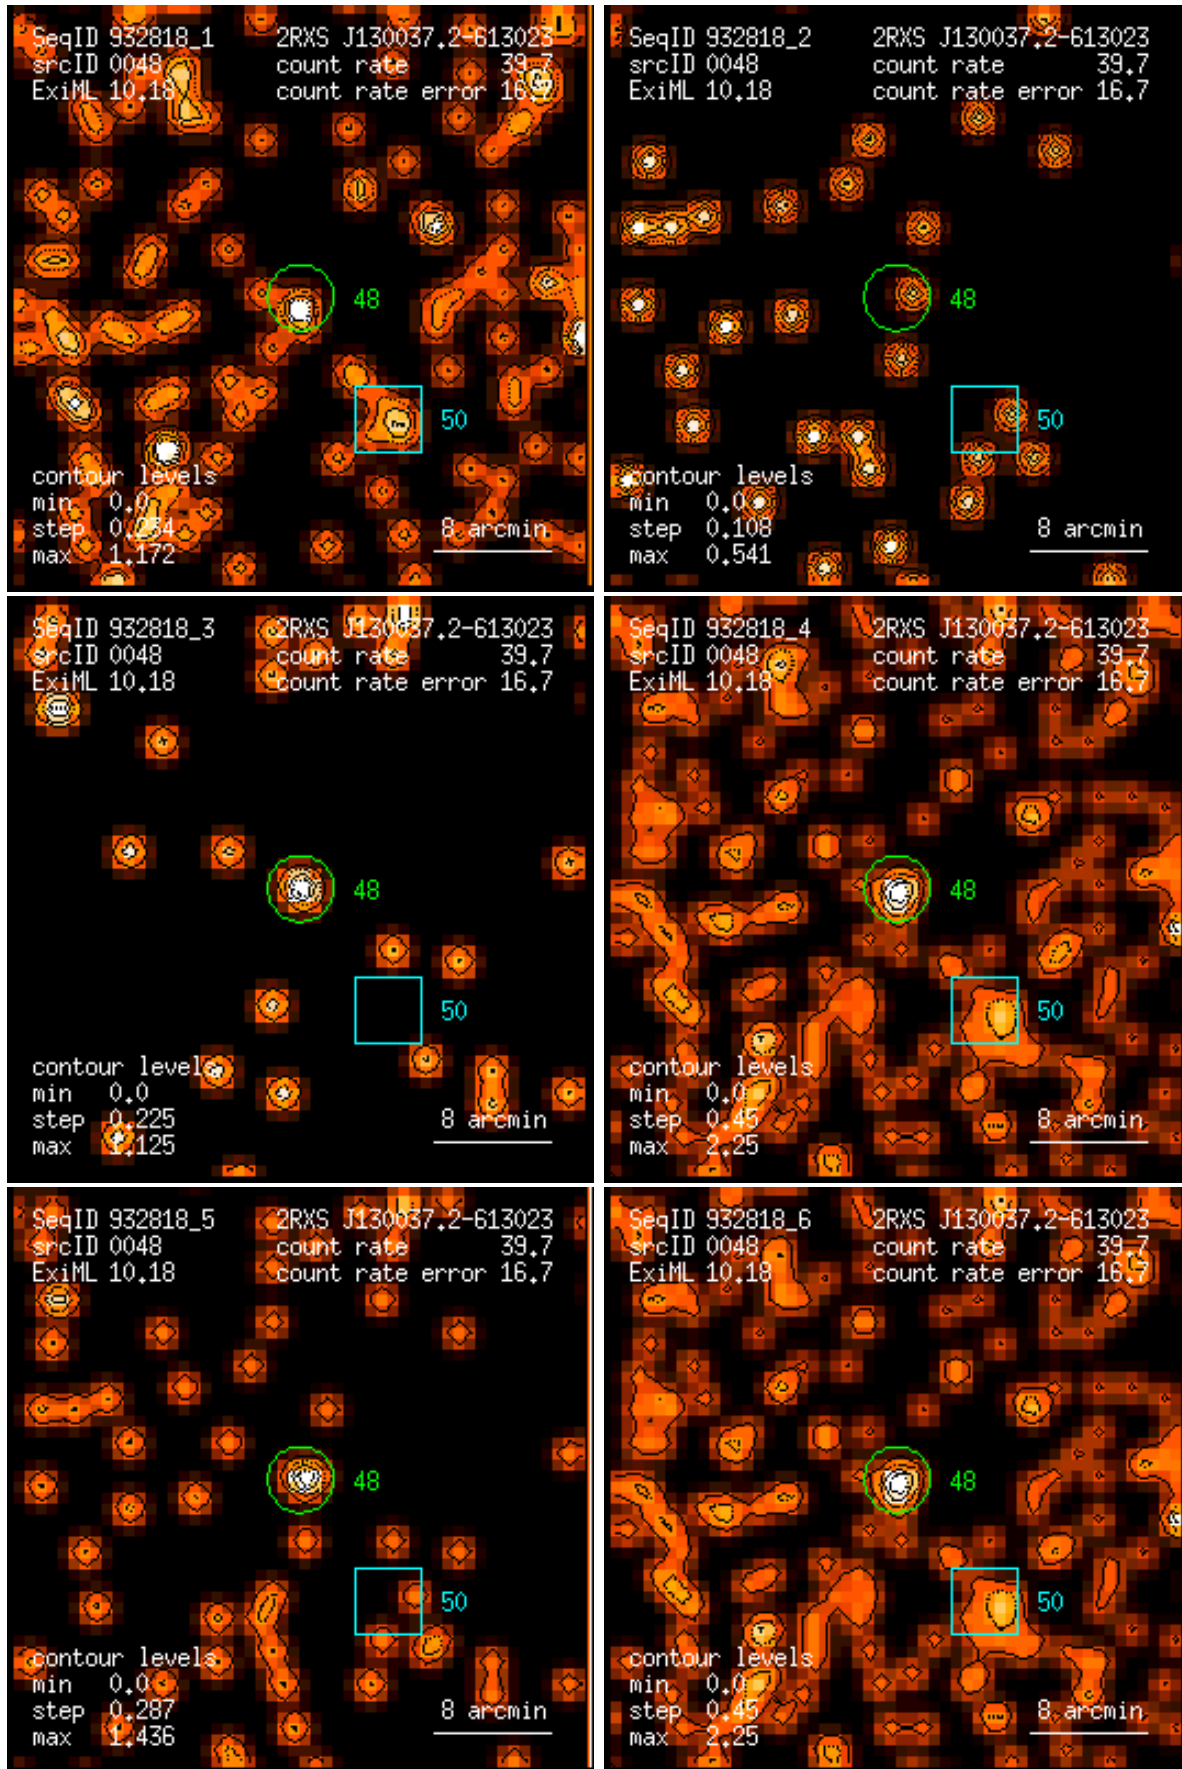 SeqID 932818_1 2RXS J130037.2-613023
srcID 0048 count rate 39.7
ExiML 10.18 count rate error 16.7
48
50
contour levels
min 0.0
step 0.234 8 arcmin
max 1.172
SeqID 932818_2 2RXS J130037.2-613023
srcID 0048 count rate 39.7
ExiML 10.18 count rate error 16.7
48
50
contour levels
min 0.0
step 0.108 8 arcmin
max 0.541
SeqID 932818_3 2RXS J130037.2-613023
srcID 0048 count rate 39.7
ExiML 10.18 count rate error 16.7
48
50
contour levels
min 0.0
step 0.225 8 arcmin
max 1.125
SeqID 932818_4 2RXS J130037.2-613023
srcID 0048 count rate 39.7
ExiML 10.18 count rate error 16.7
48
50
contour levels
min 0.0
step 0.45 8 arcmin
max 2.25
SeqID 932818_5 2RXS J130037.2-613023
srcID 0048 count rate 39.7
ExiML 10.18 count rate error 16.7
48
50
contour levels
min 0.0
step 0.287 8 arcmin
max 1.436
SeqID 932818_6 2RXS J130037.2-613023
srcID 0048 count rate 39.7
ExiML 10.18 count rate error 16.7
48
50
contour levels
min 0.0
step 0.45 8 arcmin
max 2.25